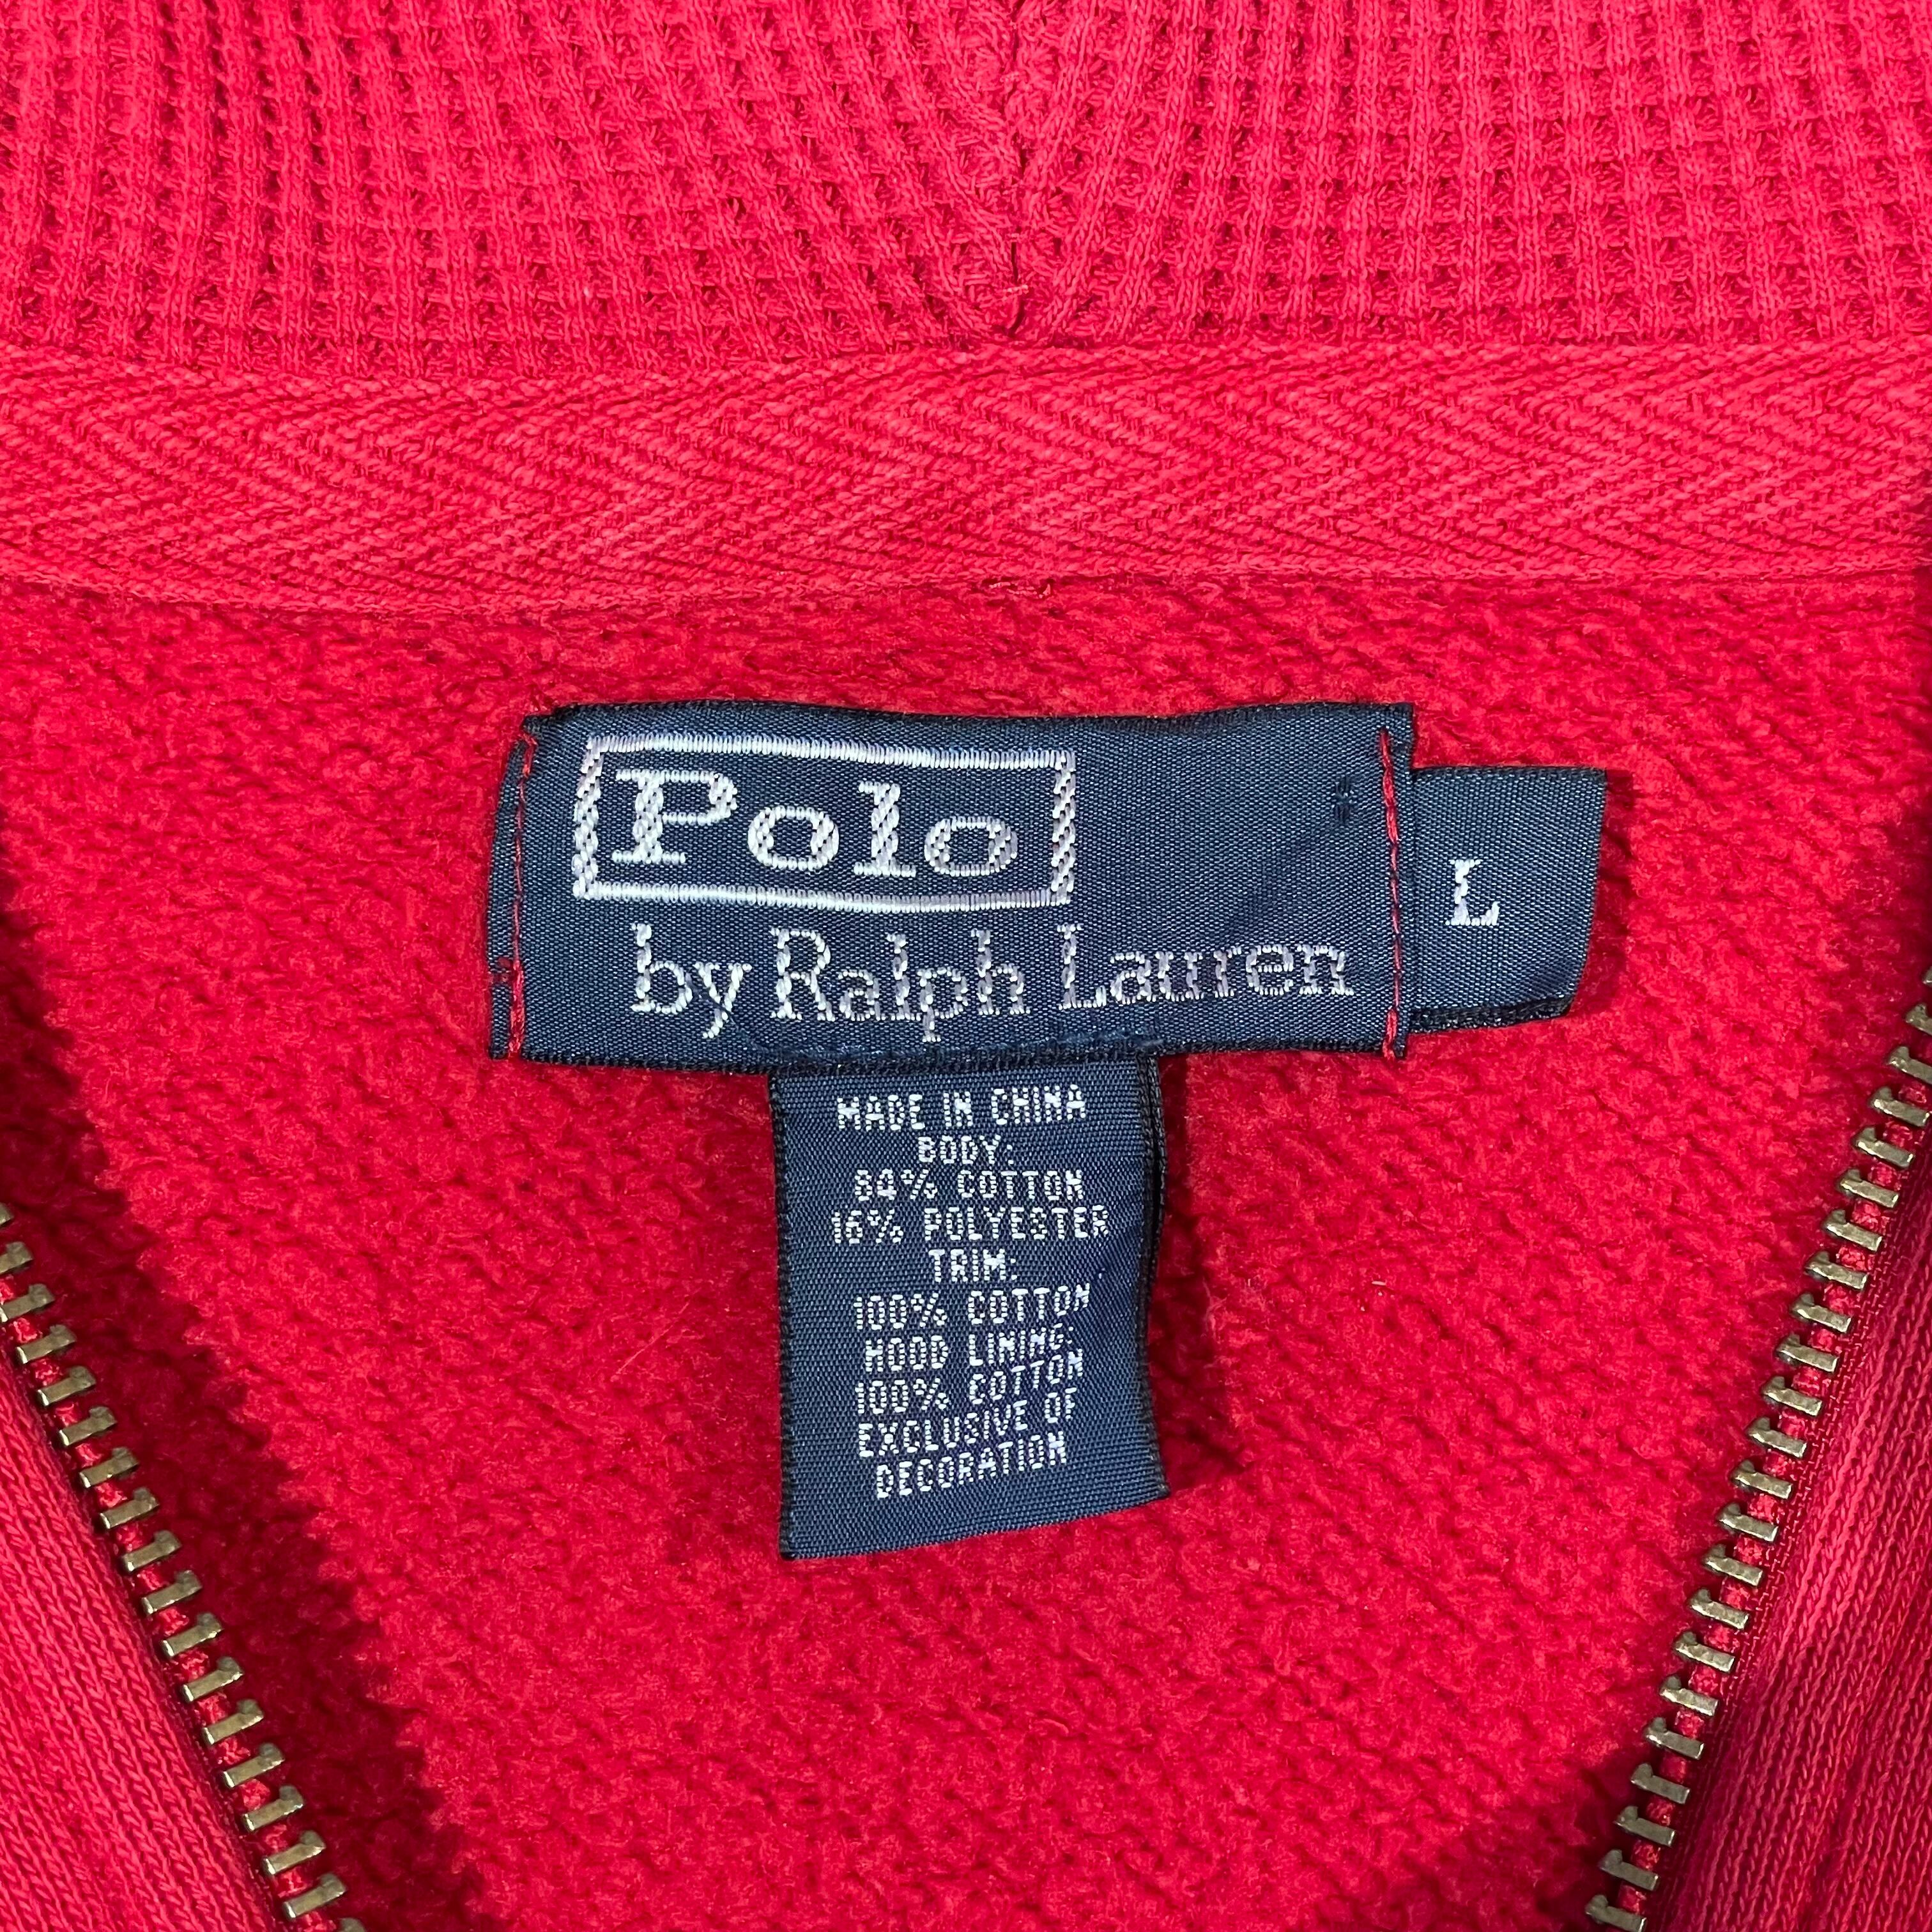 Polo
by Ralph Lauren
L
MADE IN CHINA
BODY:
84% COTTON
16% POLYESTER
TRIM:
100% COTTON
HOOD LINING:
100% COTTON
EXCLUSIVE OF
DECORATION